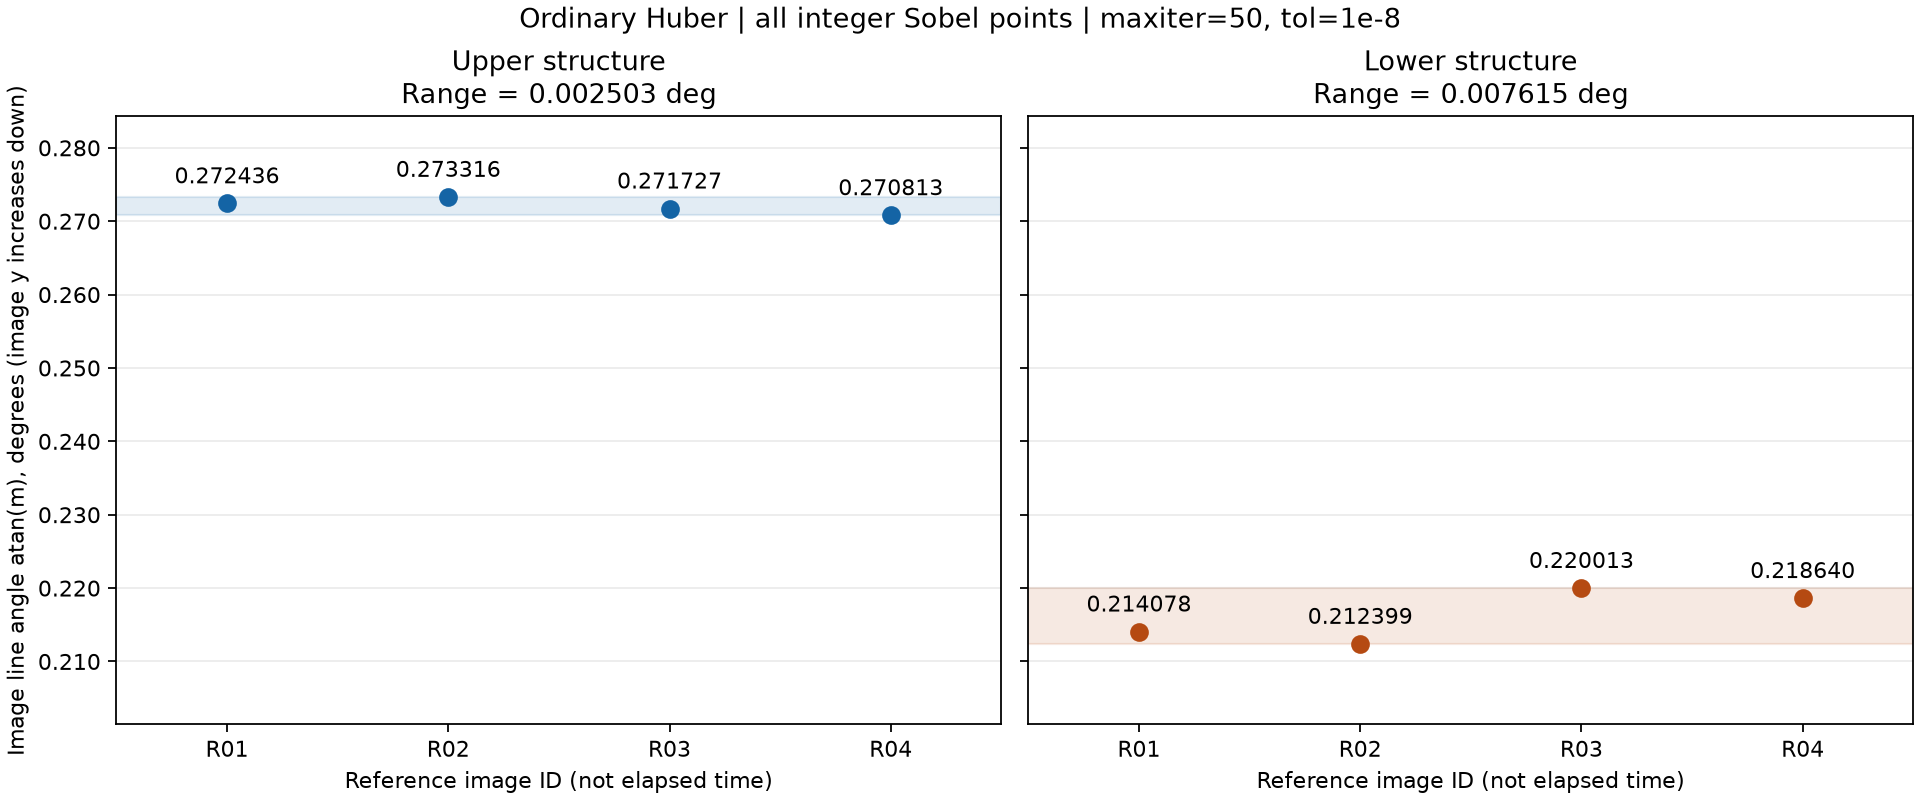 Ordinary Huber | all integer Sobel points | maxiter=50, tol=1e-8
Upper structure
Range = 0.002503 deg
Image line angle atan(m), degrees (image y increases down)
0.280
0.270
0.260
0.250
0.240
0.230
0.220
0.210
0.272436
0.273316
0.271727
0.270813
R01
R02
R03
R04
Reference image ID (not elapsed time)
Lower structure
Range = 0.007615 deg
0.214078
0.212399
0.220013
0.218640
R01
R02
R03
R04
Reference image ID (not elapsed time)